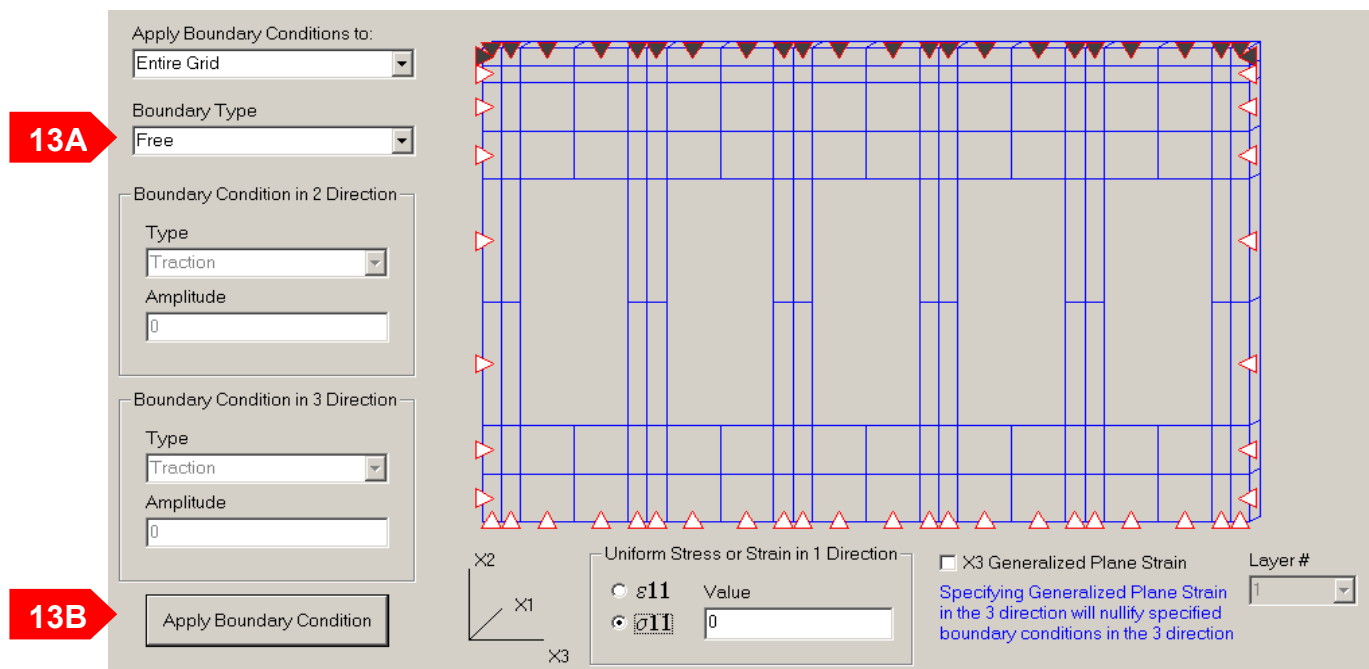 Apply Boundary Conditions to:
Entire Grid
13A
Boundary Type
Free
Boundary Condition in 2 Direction
Type
Traction
Amplitude
0
Boundary Condition in 3 Direction
Type
Traction
Amplitude
0
13B
Apply Boundary Condition
X2
X1
X3
Uniform Stress or Strain in 1 Direction
ε11
σ11
Value
0
X3 Generalized Plane Strain
Specifying Generalized Plane Strain
in the 3 direction will nullify specified
boundary conditions in the 3 direction
Layer #
1